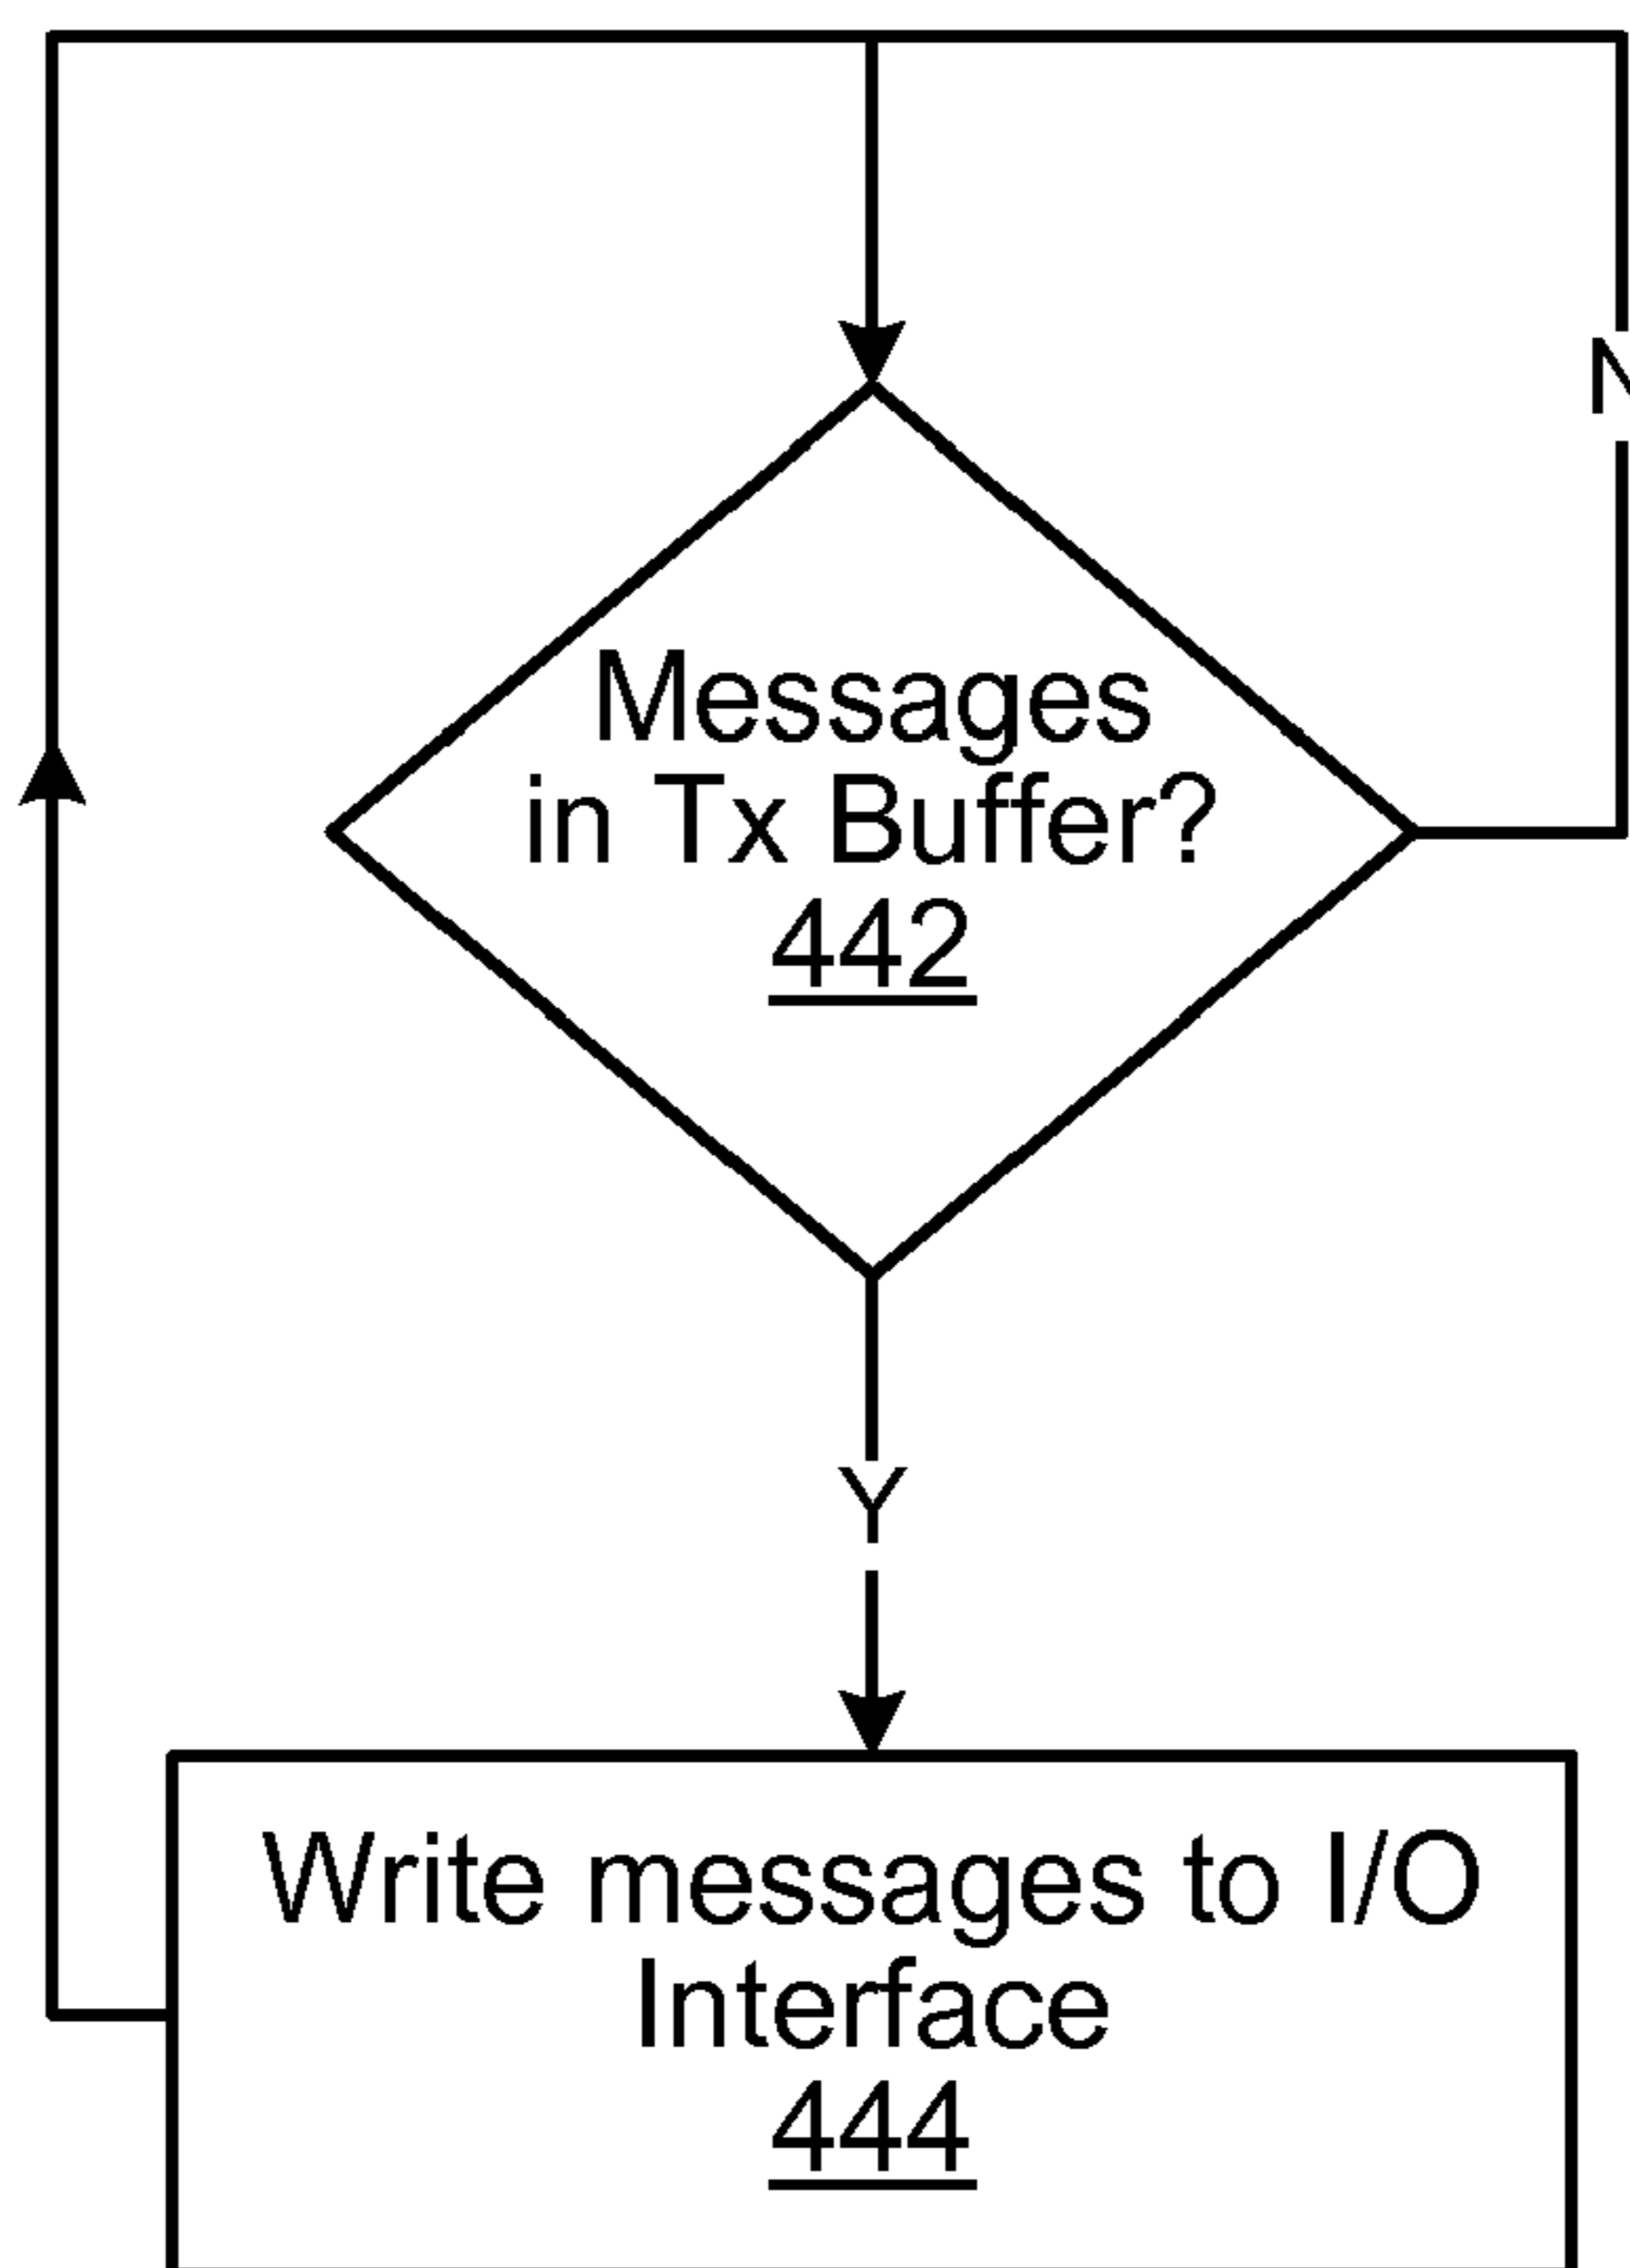 N
Messages
in Tx Buffer?
442
Y
Write messages to I/O
Interface
444